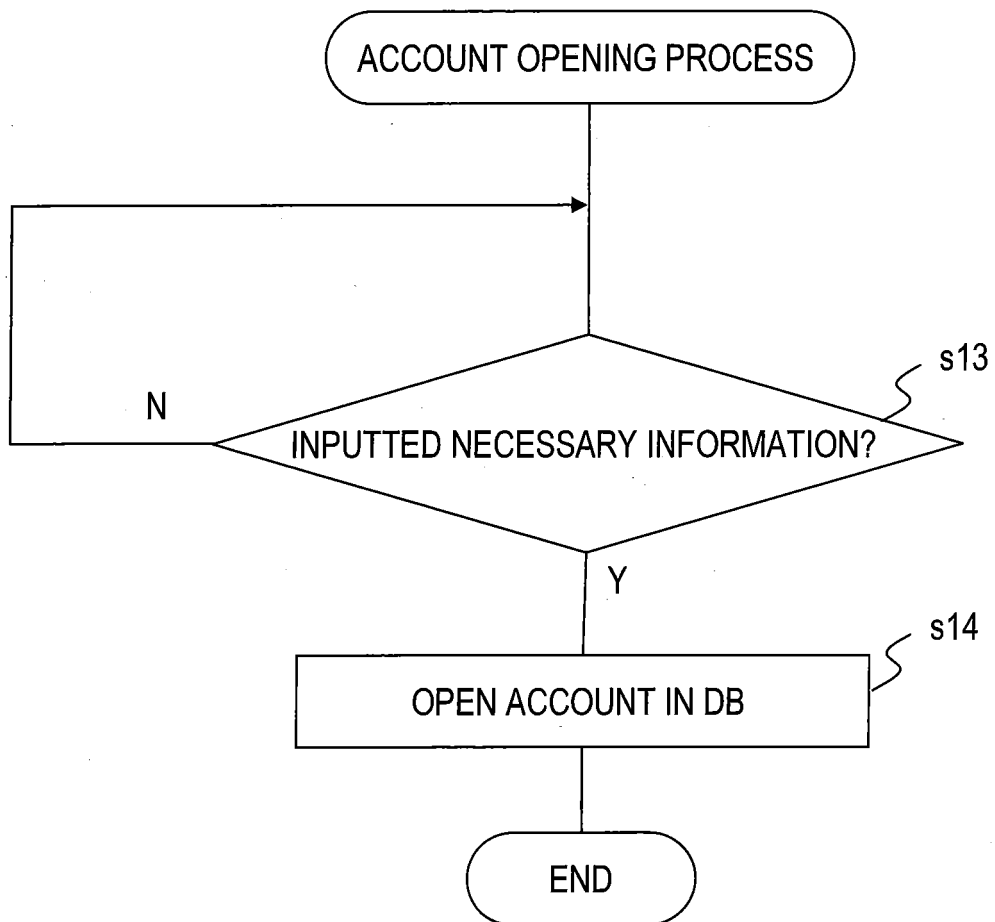 ACCOUNT OPENING PROCESS
s13
N
INPUTTED NECESSARY INFORMATION?
Y
s14
OPEN ACCOUNT IN DB
END